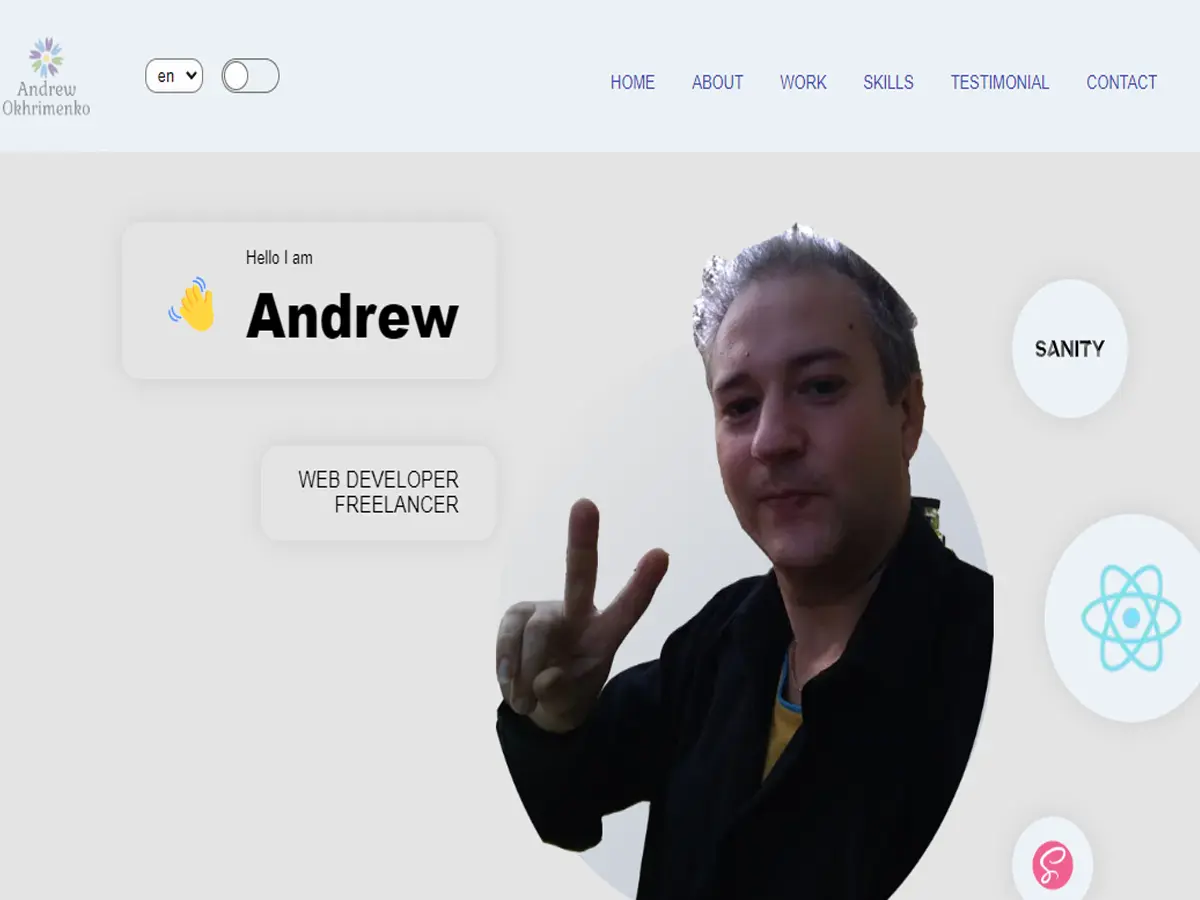 Andrew
Okhrimenko
en
HOME ABOUT WORK SKILLS TESTIMONIAL CONTACT
Hello I am
Andrew
WEB DEVELOPER
FREELANCER
SANITY